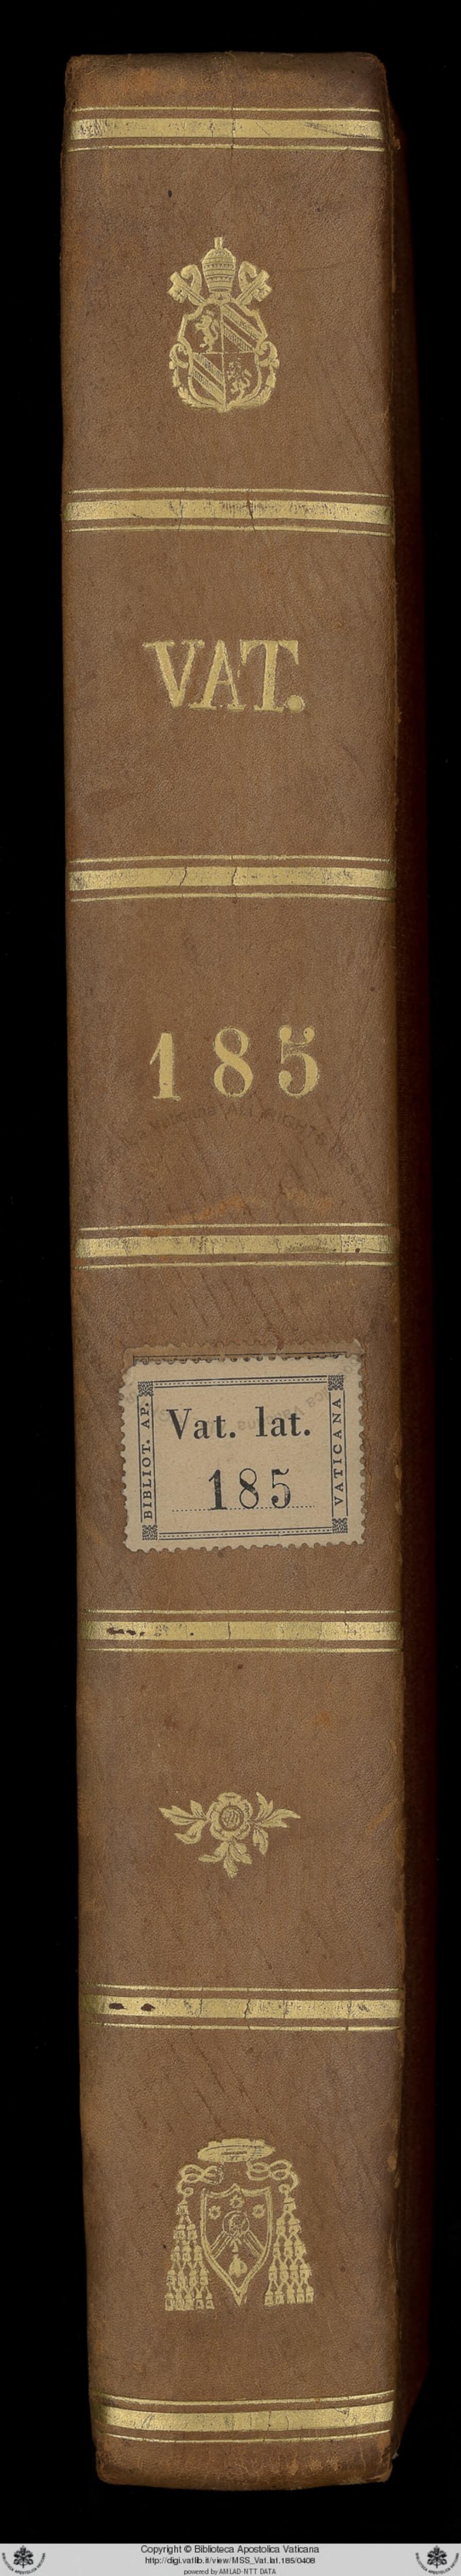 VAT.
185
BIBLIOT. AP.
Vat. lat.
185
VATICANA
Copyright © Biblioteca Apostolica Vaticana
http://digi.vatlib.it/view/MSS_Vat.lat.185/0408
powered by AMLAD-NTT DATA